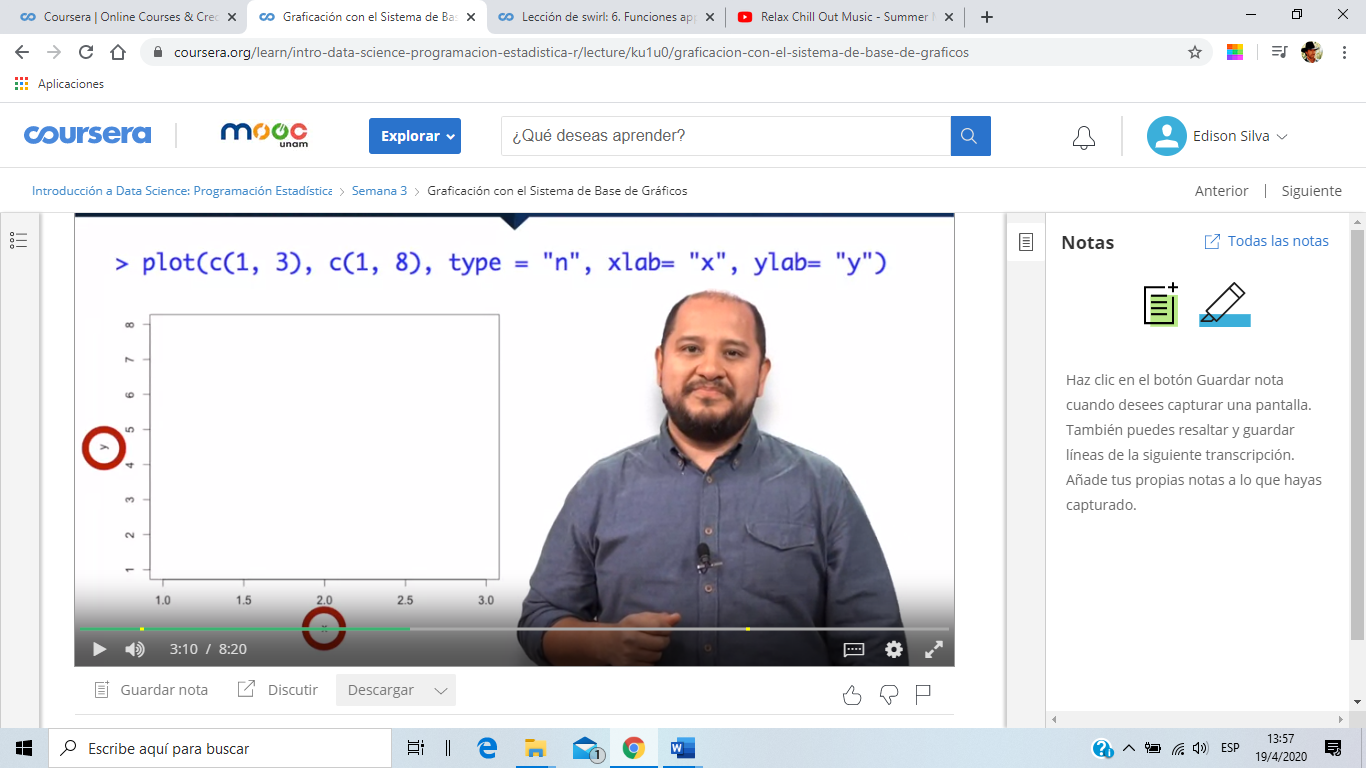 Coursera | Online Courses & Cred
Graficación con el Sistema de Bas
Lección de swirl: 6. Funciones app
Relax Chill Out Music - Summer M
coursera.org/learn/intro-data-science-programacion-estadistica-r/lecture/ku1u0/graficacion-con-el-sistema-de-base-de-graficos
Aplicaciones
coursera
mooc
unam
Explorar
¿Qué deseas aprender?
Edison Silva
Introducción a Data Science: Programación Estadística
Semana 3
Graficación con el Sistema de Base de Gráficos
Anterior | Siguiente
> plot(c(1, 3), c(1, 8), type = "n", xlab= "x", ylab= "y")
8
7
6
5
4
3
2
1
y
1.0 1.5 2.0 2.5 3.0
x
3:10 / 8:20
Guardar nota
Discutir
Descargar
Notas
Todas las notas
Haz clic en el botón Guardar nota
cuando desees capturar una pantalla.
También puedes resaltar y guardar
líneas de la siguiente transcripción.
Añade tus propias notas a lo que hayas
capturado.
Escribe aquí para buscar
1
ESP
13:57
19/4/2020